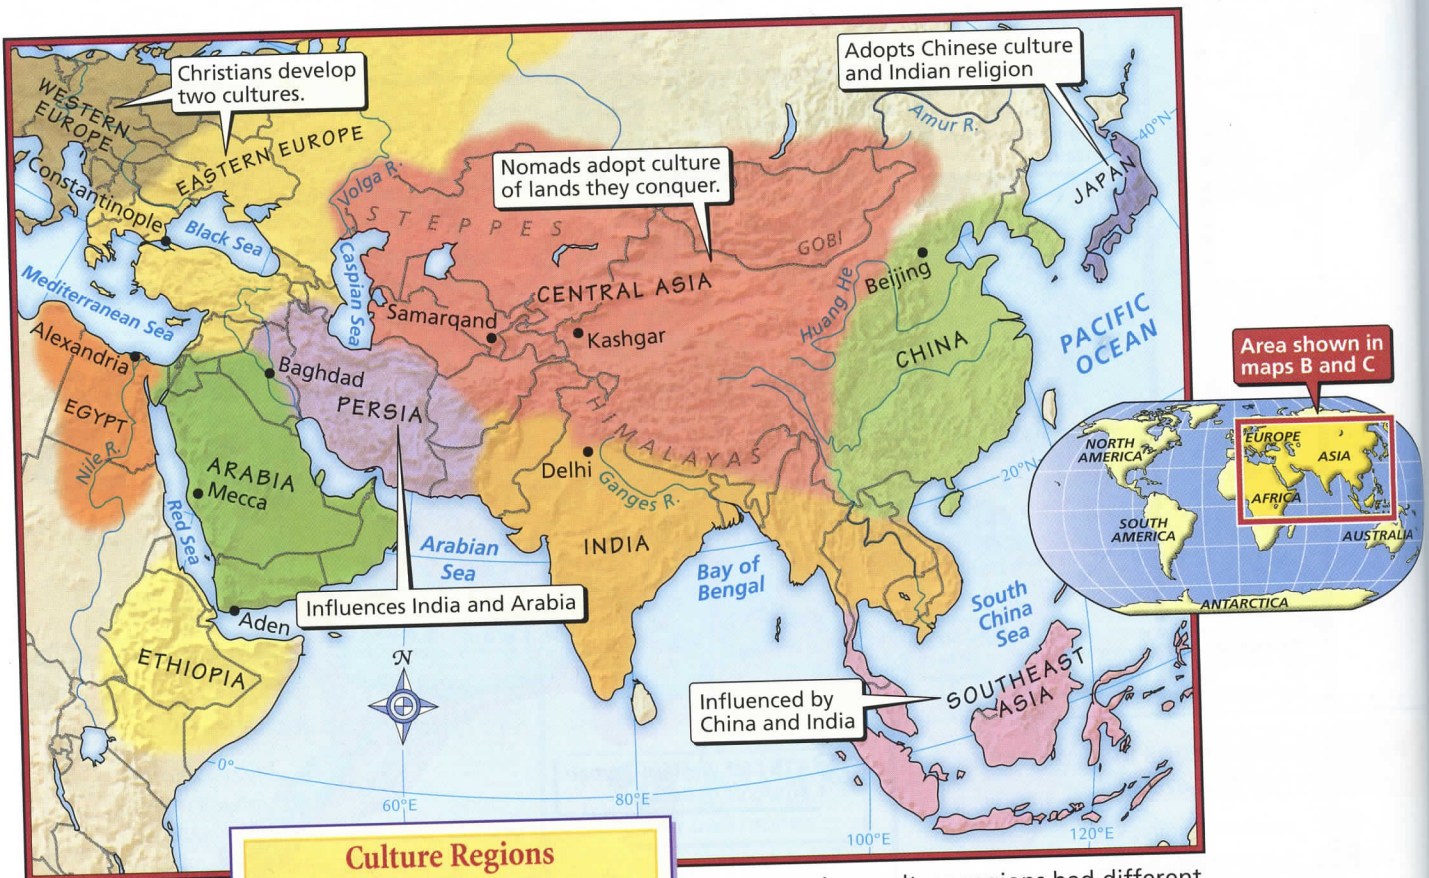 Christians develop
two cultures.
Adopts Chinese culture
and Indian religion
WESTERN
EUROPE
EASTERN EUROPE
Constantinople
Black Sea
Mediterranean Sea
Volga R.
Caspian Sea
STEPPES
Nomads adopt culture
of lands they conquer.
Amur R.
40°N
JAPAN
GOBI
CENTRAL ASIA
Samarqand
Kashgar
Huang He
Beijing
CHINA
PACIFIC
OCEAN
Alexandria
EGYPT
Nile R.
Baghdad
PERSIA
ARABIA
Mecca
Red Sea
Aden
HIMALAYAS
Delhi
Ganges R.
INDIA
20°N
Arabian
Sea
Bay of
Bengal
South
China
Sea
Influences India and Arabia
ETHIOPIA
N
Influenced by
China and India
SOUTHEAST
ASIA
0°
60°E
80°E
100°E
120°E
Area shown in
maps B and C
NORTH
AMERICA
EUROPE
ASIA
AFRICA
SOUTH
AMERICA
AUSTRALIA
ANTARCTICA
Culture Regions
regions had different